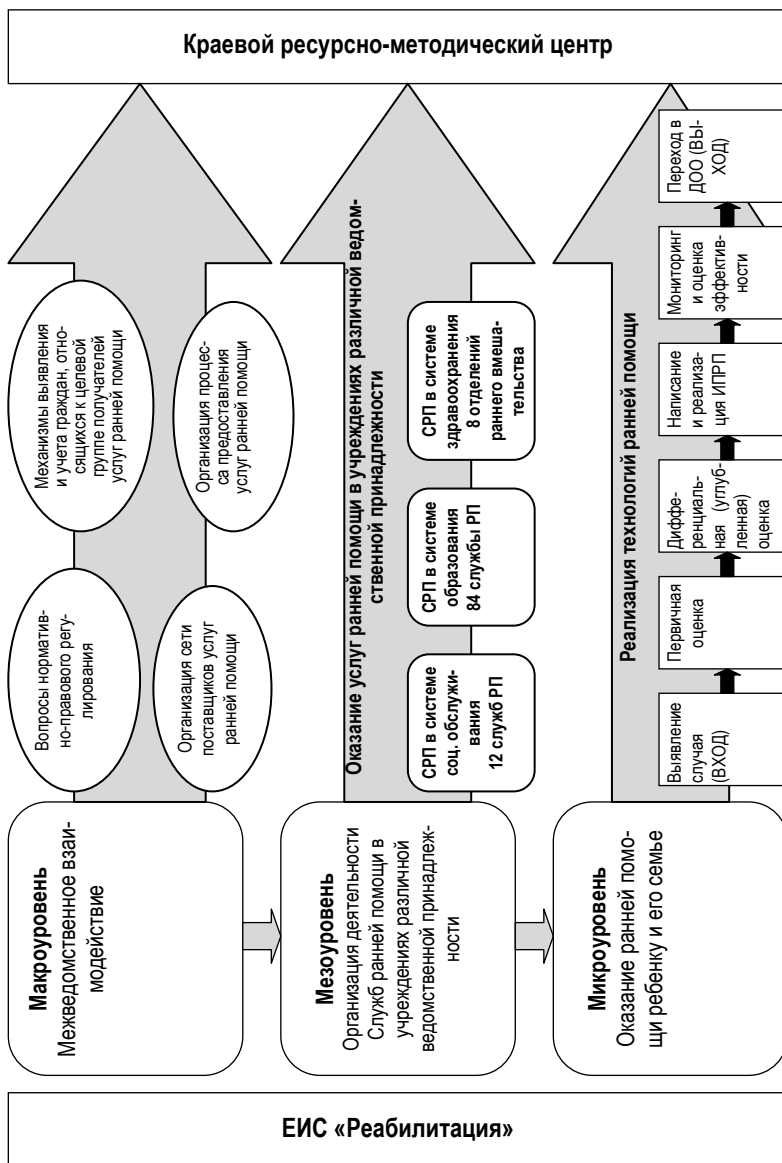 ЕИС «Реабилитация»
Макроуровень
Межведомственное взаи-
модействие
Вопросы норматив-
но-правового регу-
лирования
Механизмы выявления
и учета граждан, отно-
сящихся к целевой
группе получателей
услуг ранней помощи
Организация сети
поставщиков услуг
ранней помощи
Организация процес-
са предоставления
услуг ранней помощи
Мезоуровень
Организация деятельности
Служб ранней помощи в
учреждениях различной
ведомственной принадлеж-
ности
Оказание услуг ранней помощи в учреждениях различной ведом-
ственной принадлежности
СРП в системе
соц. обслужи-
вания
12 служб РП
СРП в системе
образования
84 службы РП
СРП в системе
здравоохранения
8 отделений
раннего вмеша-
тельства
Микроуровень
Оказание ранней помо-
щи ребенку и его семье
Реализация технологий ранней помощи
Выявление
случая
(ВХОД)
Первичная
оценка
Диффе-
ренциаль-
ная (углуб-
ленная)
оценка
Написание
и реализа-
ция ИПРП
Мониторинг
и оценка
эффектив-
ности
Переход в
ДОО (ВЫ-
ХОД)
Краевой ресурсно-методический центр